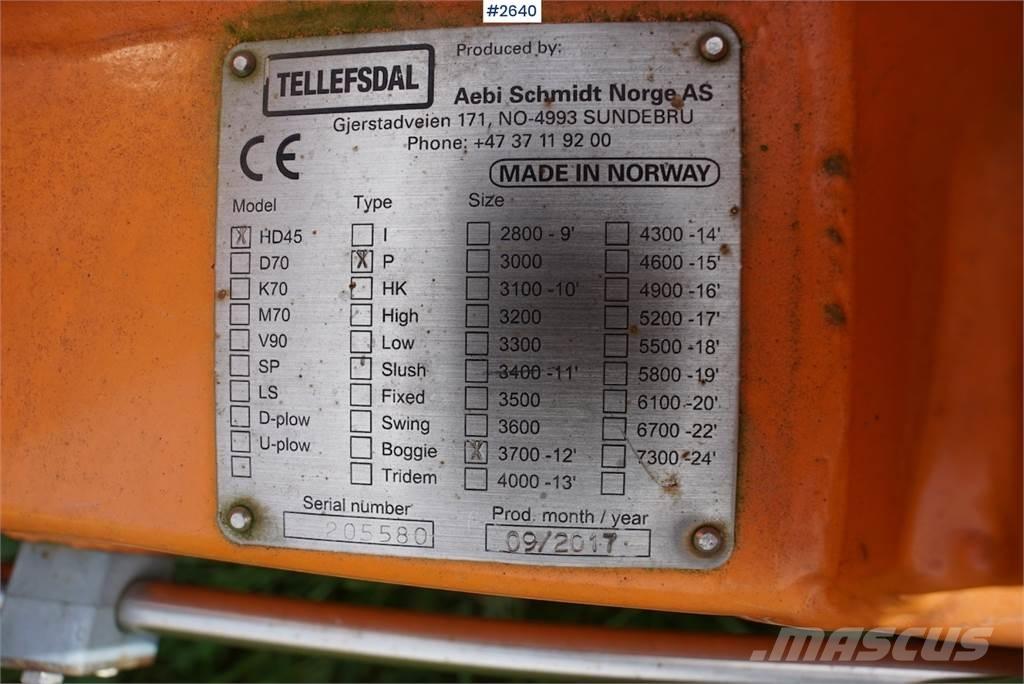 #2640
TELLEFSDAL
Produced by:
Aebi Schmidt Norge AS
Gjerstadveien 171, NO-4993 SUNDEBRU
Phone: +47 37 11 92 00
CE
MADE IN NORWAY
Model
X HD45
D70
K70
M70
V90
SP
LS
D-plow
U-plow
Type
I
X P
HK
High
Low
Slush
Fixed
Swing
Boggie
Tridem
Size
2800 - 9'
3000
3100 -10'
3200
3300
3400 -11'
3500
3600
X 3700 -12'
4000 -13'
4300 -14'
4600 -15'
4900 -16'
5200 -17'
5500 -18'
5800 -19'
6100 -20'
6700 -22'
7300 -24'
Serial number
205580
Prod. month / year
09/2017
MASCUS